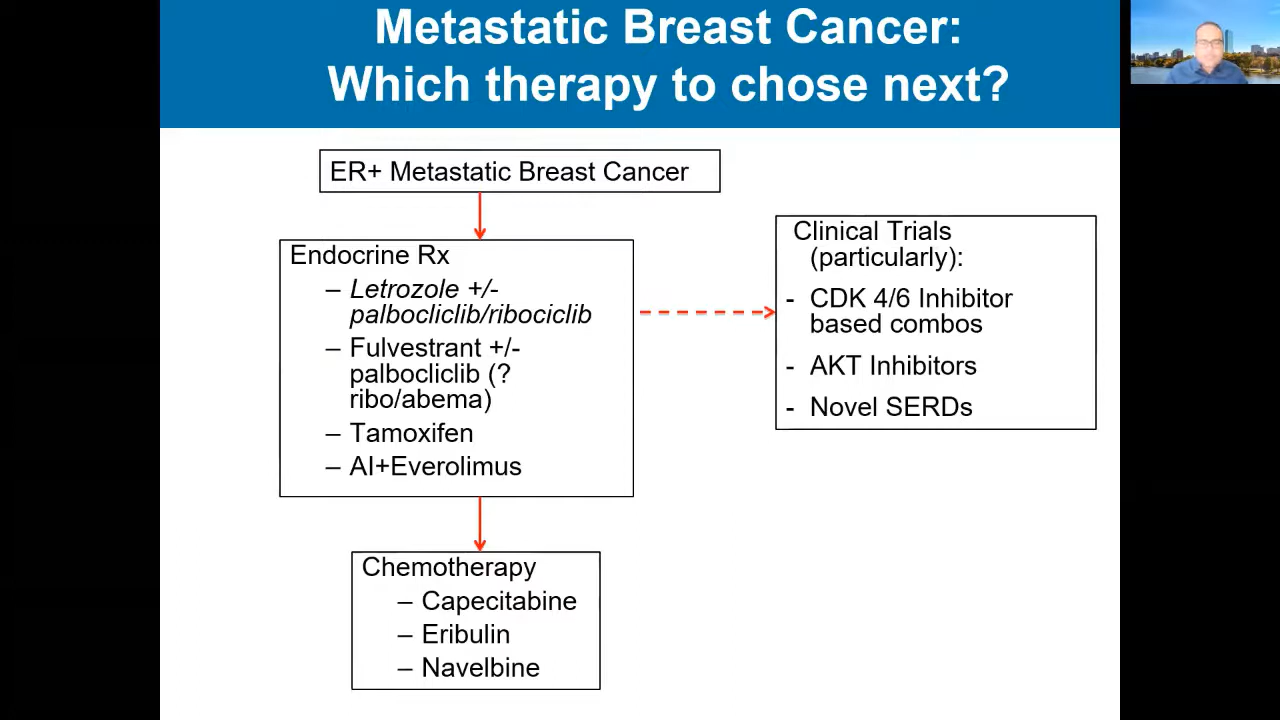 Metastatic Breast Cancer:
Which therapy to chose next?
ER+ Metastatic Breast Cancer
Endocrine Rx
– Letrozole +/-
palbocliclib/ribociclib
– Fulvestrant +/-
palbocliclib (?
ribo/abema)
– Tamoxifen
– AI+Everolimus
Clinical Trials
(particularly):
- CDK 4/6 Inhibitor
based combos
- AKT Inhibitors
- Novel SERDs
Chemotherapy
– Capecitabine
– Eribulin
– Navelbine